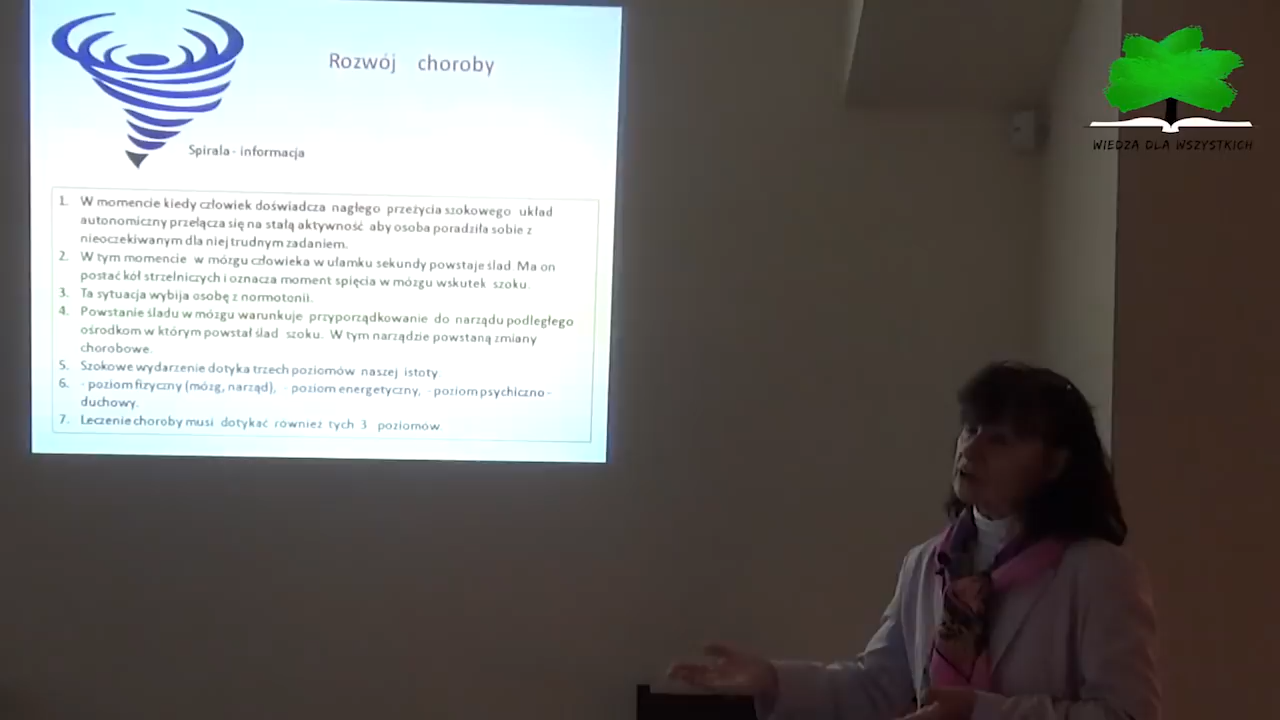 Rozwój choroby
Spirala - informacja
1. W momencie kiedy człowiek doświadcza nagłego przeżycia szokowego układ
autonomiczny przełącza się na stałą aktywność aby osoba poradziła sobie z
nieoczekiwanym dla niej trudnym zadaniem.
2. W tym momencie w mózgu człowieka w ułamku sekundy powstaje ślad Ma on
postać kół strzelniczych i oznacza moment spięcia w mózgu wskutek szoku.
3. Ta sytuacja wybija osobę z normotonii.
4. Powstanie śladu w mózgu warunkuje przyporządkowanie do narządu podległego
ośrodkom w którym powstał ślad szoku. W tym narządzie powstaną zmiany
chorobowe.
5. Szokowe wydarzenie dotyka trzech poziomów naszej istoty
6. - poziom fizyczny (mózg, narząd), - poziom energetyczny, - poziom psychiczno -
duchowy.
7. Leczenie choroby musi dotykać również tych 3 poziomów
WIEDZA DLA WSZYSTKICH